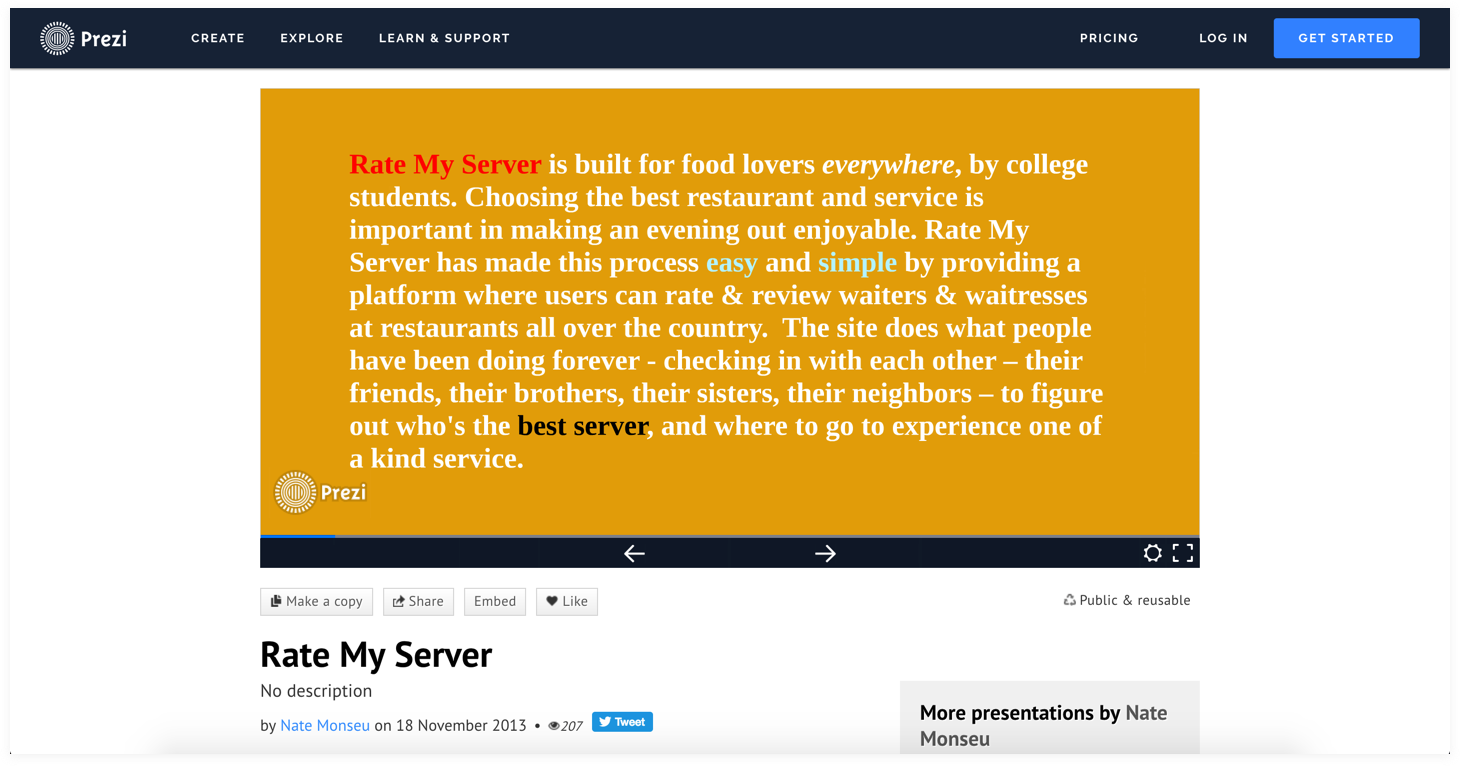 Prezi
CREATE
EXPLORE
LEARN & SUPPORT
PRICING
LOG IN
GET STARTED
Rate My Server is built for food lovers everywhere, by college
students. Choosing the best restaurant and service is
important in making an evening out enjoyable. Rate My
Server has made this process easy and simple by providing a
platform where users can rate & review waiters & waitresses
at restaurants all over the country.  The site does what people
have been doing forever - checking in with each other – their
friends, their brothers, their sisters, their neighbors – to figure
out who's the best server, and where to go to experience one of
a kind service.
Prezi
Make a copy
Share
Embed
Like
Public & reusable
Rate My Server
No description
by Nate Monseu on 18 November 2013 • 207
Tweet
More presentations by Nate
Monseu